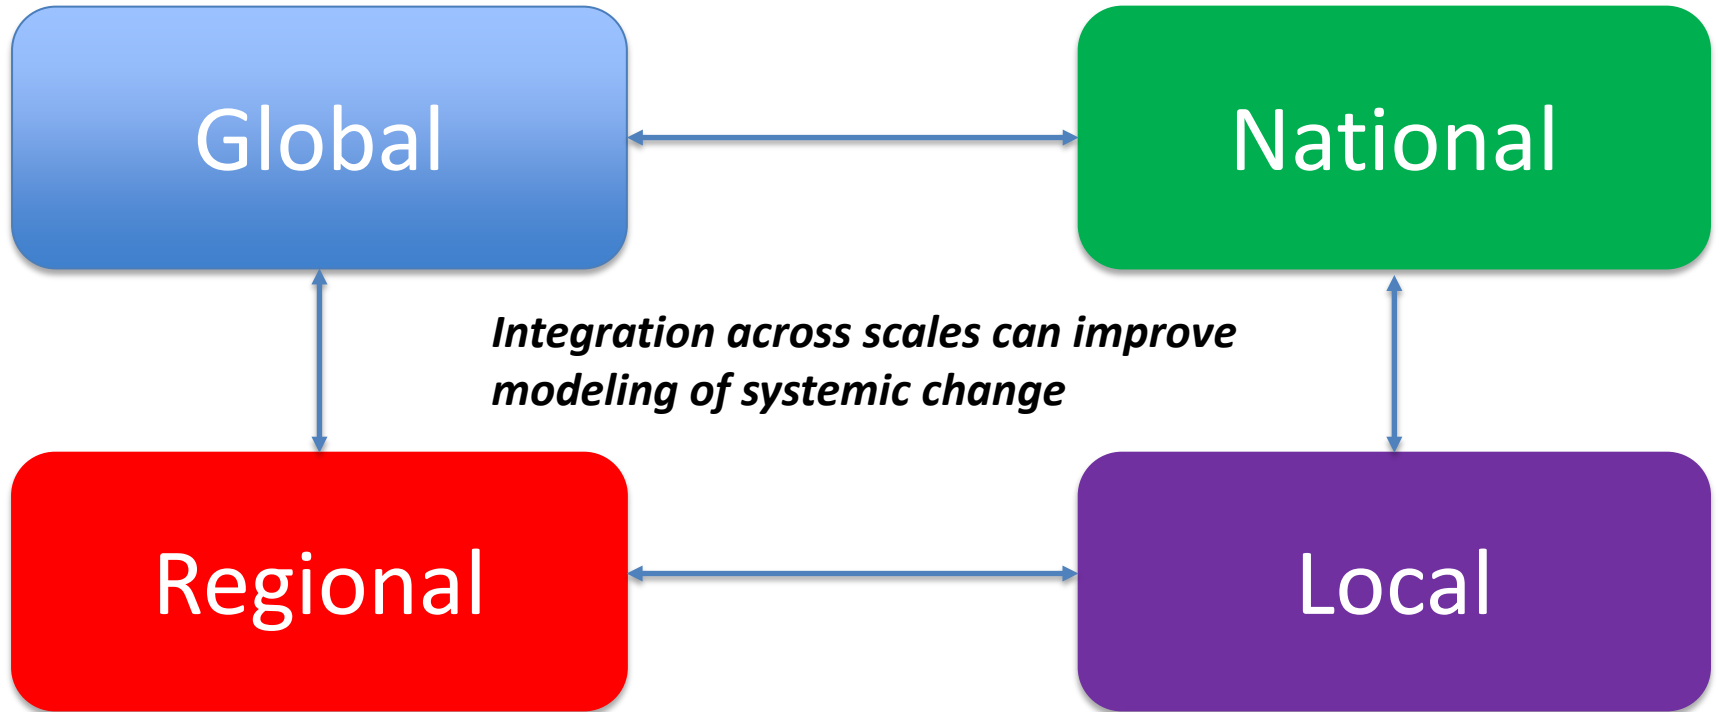 Global
National
Integration across scales can improve
modeling of systemic change
Regional
Local